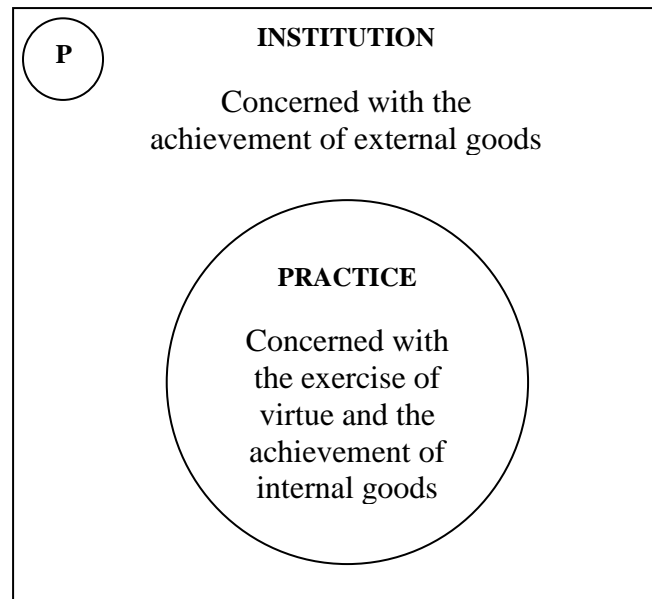 P
INSTITUTION
Concerned with the
achievement of external goods
PRACTICE
Concerned with
the exercise of
virtue and the
achievement of
internal goods